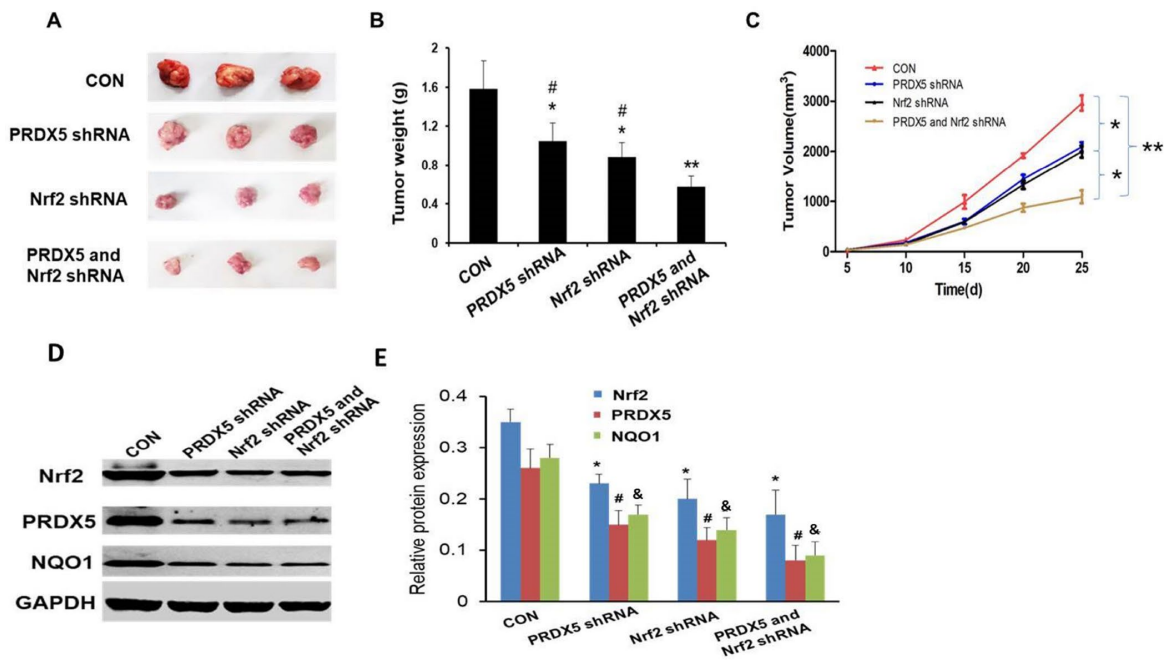 A
CON
PRDX5 shRNA
Nrf2 shRNA
PRDX5 and
Nrf2 shRNA
B
Tumor weight (g)
2
1.6
1.2
0.8
0.4
0
#
*
#
*
**
CON
PRDX5 shRNA
Nrf2 shRNA
PRDX5 and
Nrf2 shRNA
C
Tumor Volume(mm³)
4000
3000
2000
1000
0
CON
PRDX5 shRNA
Nrf2 shRNA
PRDX5 and Nrf2 shRNA
*
*
**
5 10 15 20 25
Time(d)
D
CON
PRDX5 shRNA
Nrf2 shRNA
PRDX5 and
Nrf2 shRNA
Nrf2
PRDX5
NQO1
GAPDH
E
Relative protein expression
0.4
0.3
0.2
0.1
0
Nrf2
PRDX5
NQO1
* # &
* # &
* # &
CON
PRDX5 shRNA
Nrf2 shRNA
PRDX5 and
Nrf2 shRNA